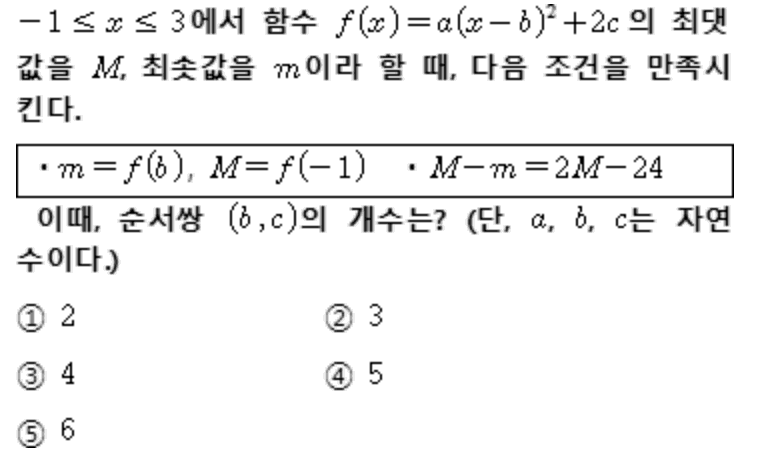 −1≤x≤3에서 함수 f(x)=a(x−b)²+2c의 최댓
값을 M, 최솟값을 m이라 할 때, 다음 조건을 만족시
킨다.
・m=f(b), M=f(−1) ・M−m=2M−24
이때, 순서쌍 (b,c)의 개수는? (단, a, b, c는 자연
수이다.)
① 2 ② 3
③ 4 ④ 5
⑤ 6